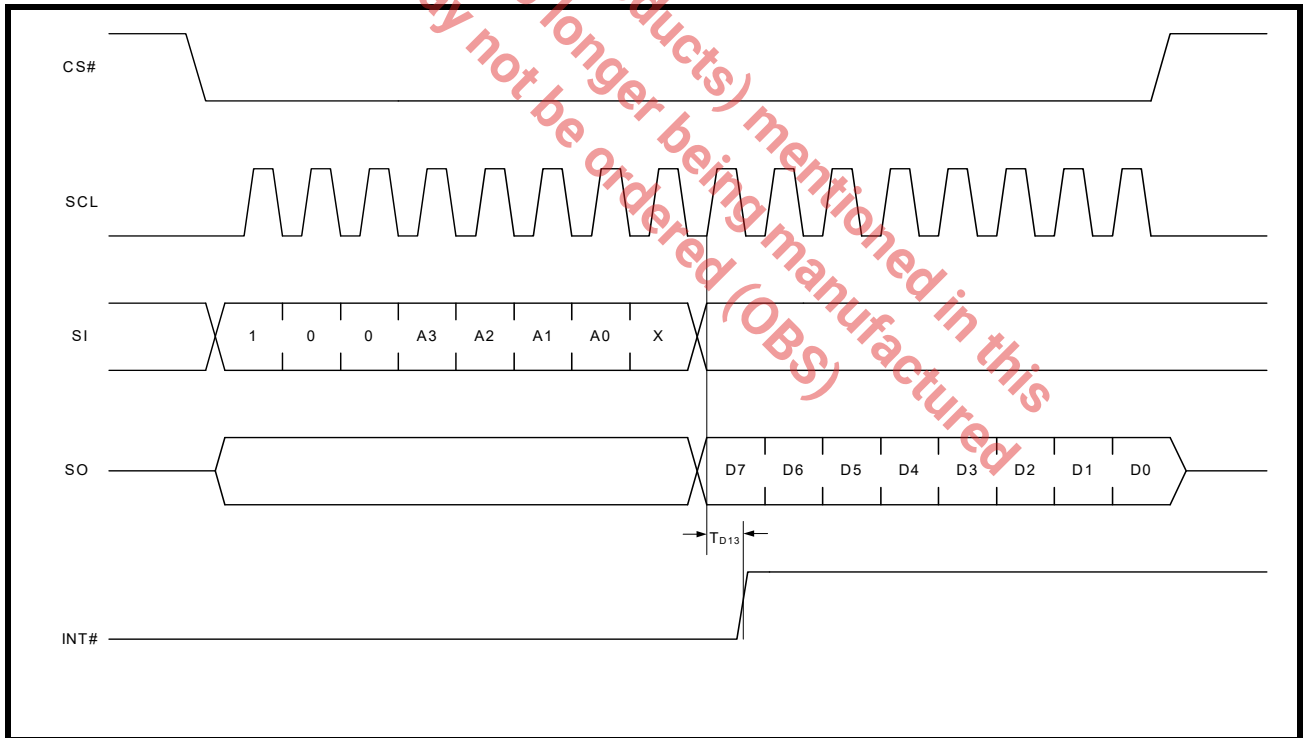 CS#
SCL
SI 1 0 0 A3 A2 A1 A0 X
SO D7 D6 D5 D4 D3 D2 D1 D0
TD13
INT#
ducts) mentioned in this
longer being manufactured
y not be ordered (OBS)